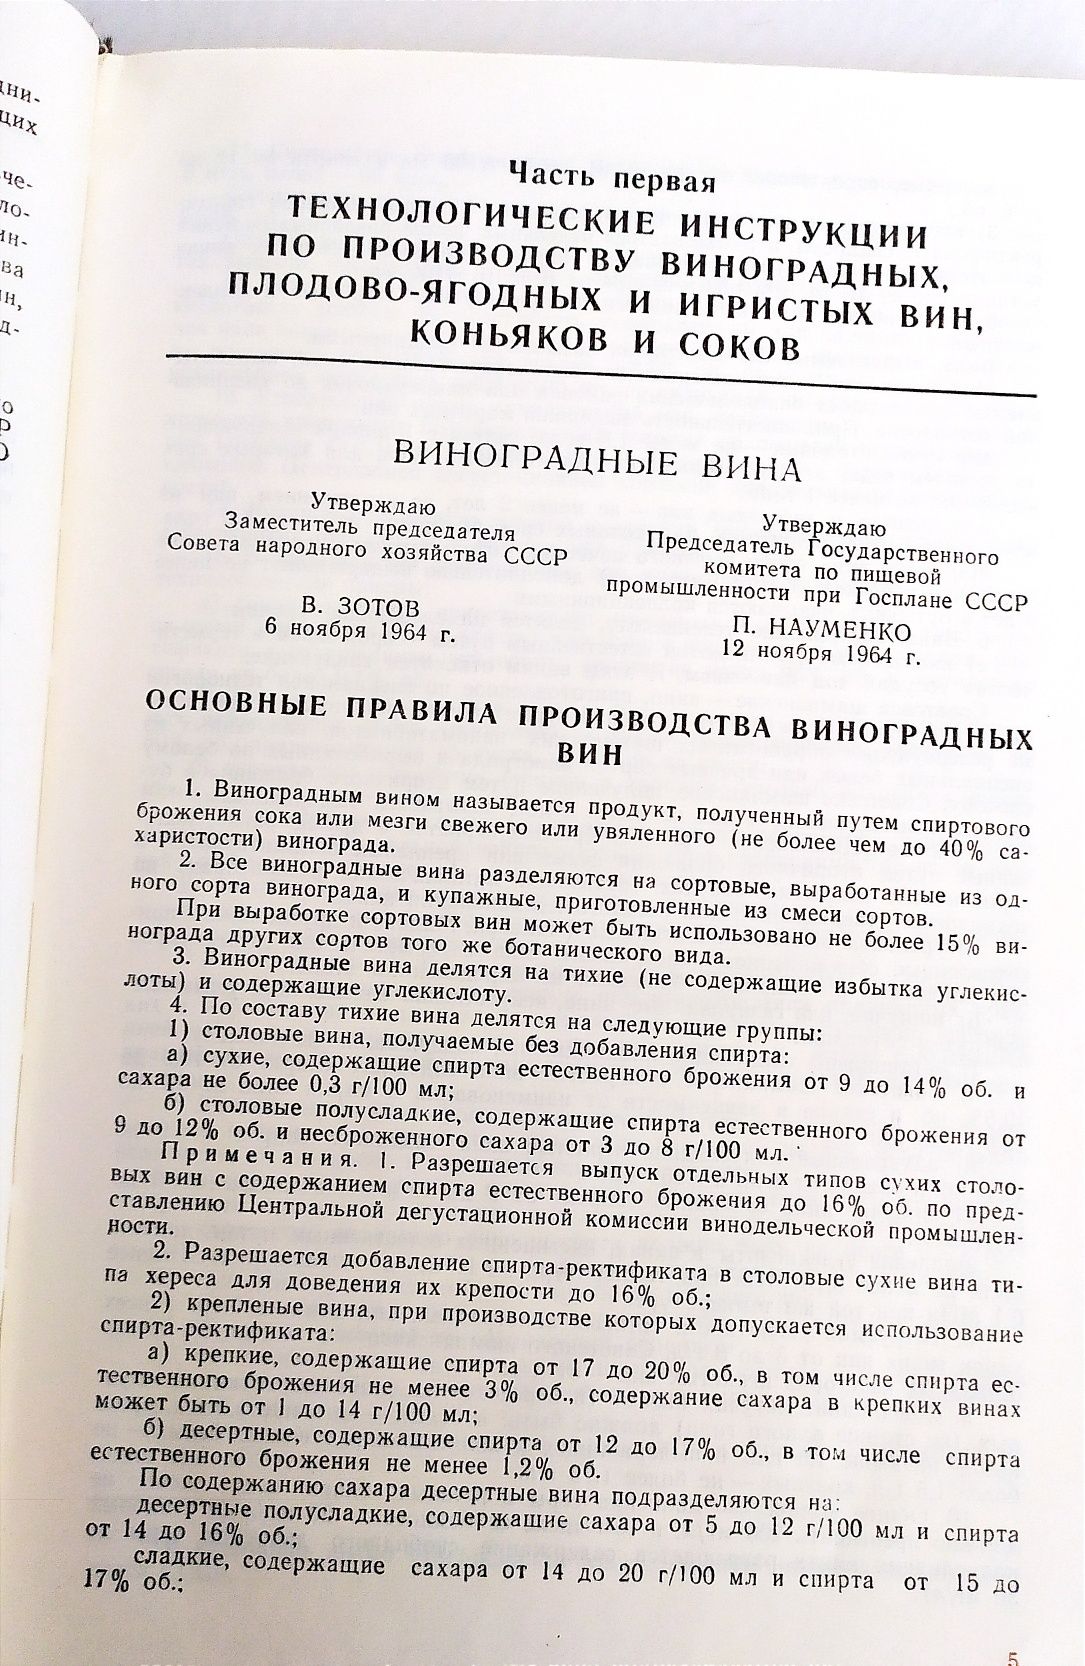 дни-
щих
че-
ло-
ин-
ва
ин,
д-
о
Р
Часть первая
ТЕХНОЛОГИЧЕСКИЕ ИНСТРУКЦИИ
ПО ПРОИЗВОДСТВУ ВИНОГРАДНЫХ,
ПЛОДОВО-ЯГОДНЫХ И ИГРИСТЫХ ВИН,
КОНЬЯКОВ И СОКОВ
ВИНОГРАДНЫЕ ВИНА
Утверждаю
Заместитель председателя
Совета народного хозяйства СССР
В. ЗОТОВ
6 ноября 1964 г.
Утверждаю
Председатель Государственного
комитета по пищевой
промышленности при Госплане СССР
П. НАУМЕНКО
12 ноября 1964 г.
ОСНОВНЫЕ ПРАВИЛА ПРОИЗВОДСТВА ВИНОГРАДНЫХ
ВИН
1. Виноградным вином называется продукт, полученный путем спиртового
брожения сока или мезги свежего или увяленного (не более чем до 40% са-
харистости) винограда.
2. Все виноградные вина разделяются на сортовые, выработанные из од-
ного сорта винограда, и купажные, приготовленные из смеси сортов.
При выработке сортовых вин может быть использовано не более 15% ви-
нограда других сортов того же ботанического вида.
3. Виноградные вина делятся на тихие (не содержащие избытка углекис-
лоты) и содержащие углекислоту.
4. По составу тихие вина делятся на следующие группы:
1) столовые вина, получаемые без добавления спирта:
а) сухие, содержащие спирта естественного брожения от 9 до 14% об. и
сахара не более 0,3 г/100 мл;
б) столовые полусладкие, содержащие спирта естественного брожения от
9 до 12% об. и несброженного сахара от 3 до 8 г/100 мл.
Примечания. 1. Разрешается выпуск отдельных типов сухих столо-
вых вин с содержанием спирта естественного брожения до 16% об. по пред-
ставлению Центральной дегустационной комиссии винодельческой промышлен-
ности.
2. Разрешается добавление спирта-ректификата в столовые сухие вина ти-
па хереса для доведения их крепости до 16% об.;
2) крепленые вина, при производстве которых допускается использование
спирта-ректификата:
а) крепкие, содержащие спирта от 17 до 20% об., в том числе спирта ес-
тественного брожения не менее 3% об., содержание сахара в крепких винах
может быть от 1 до 14 г/100 мл;
б) десертные, содержащие спирта от 12 до 17% об., в том числе спирта
естественного брожения не менее 1,2% об.
По содержанию сахара десертные вина подразделяются на:
десертные полусладкие, содержащие сахара от 5 до 12 г/100 мл и спирта
от 14 до 16% об.;
сладкие, содержащие сахара от 14 до 20 г/100 мл и спирта от 15 до
17% об.;
5